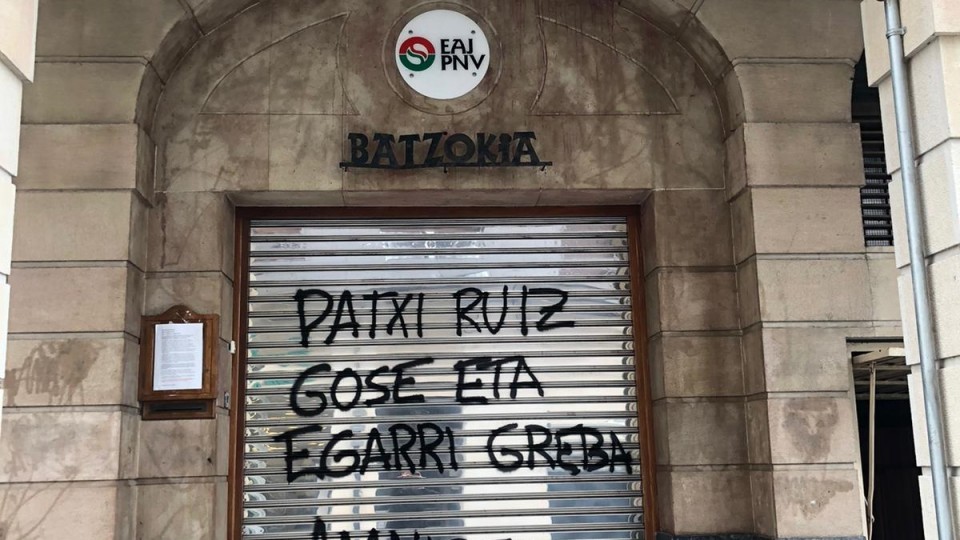 EAJ
PNV
BATZOKIA
PATXI RUIZ
GOSE ETA
EGARRI GREBA